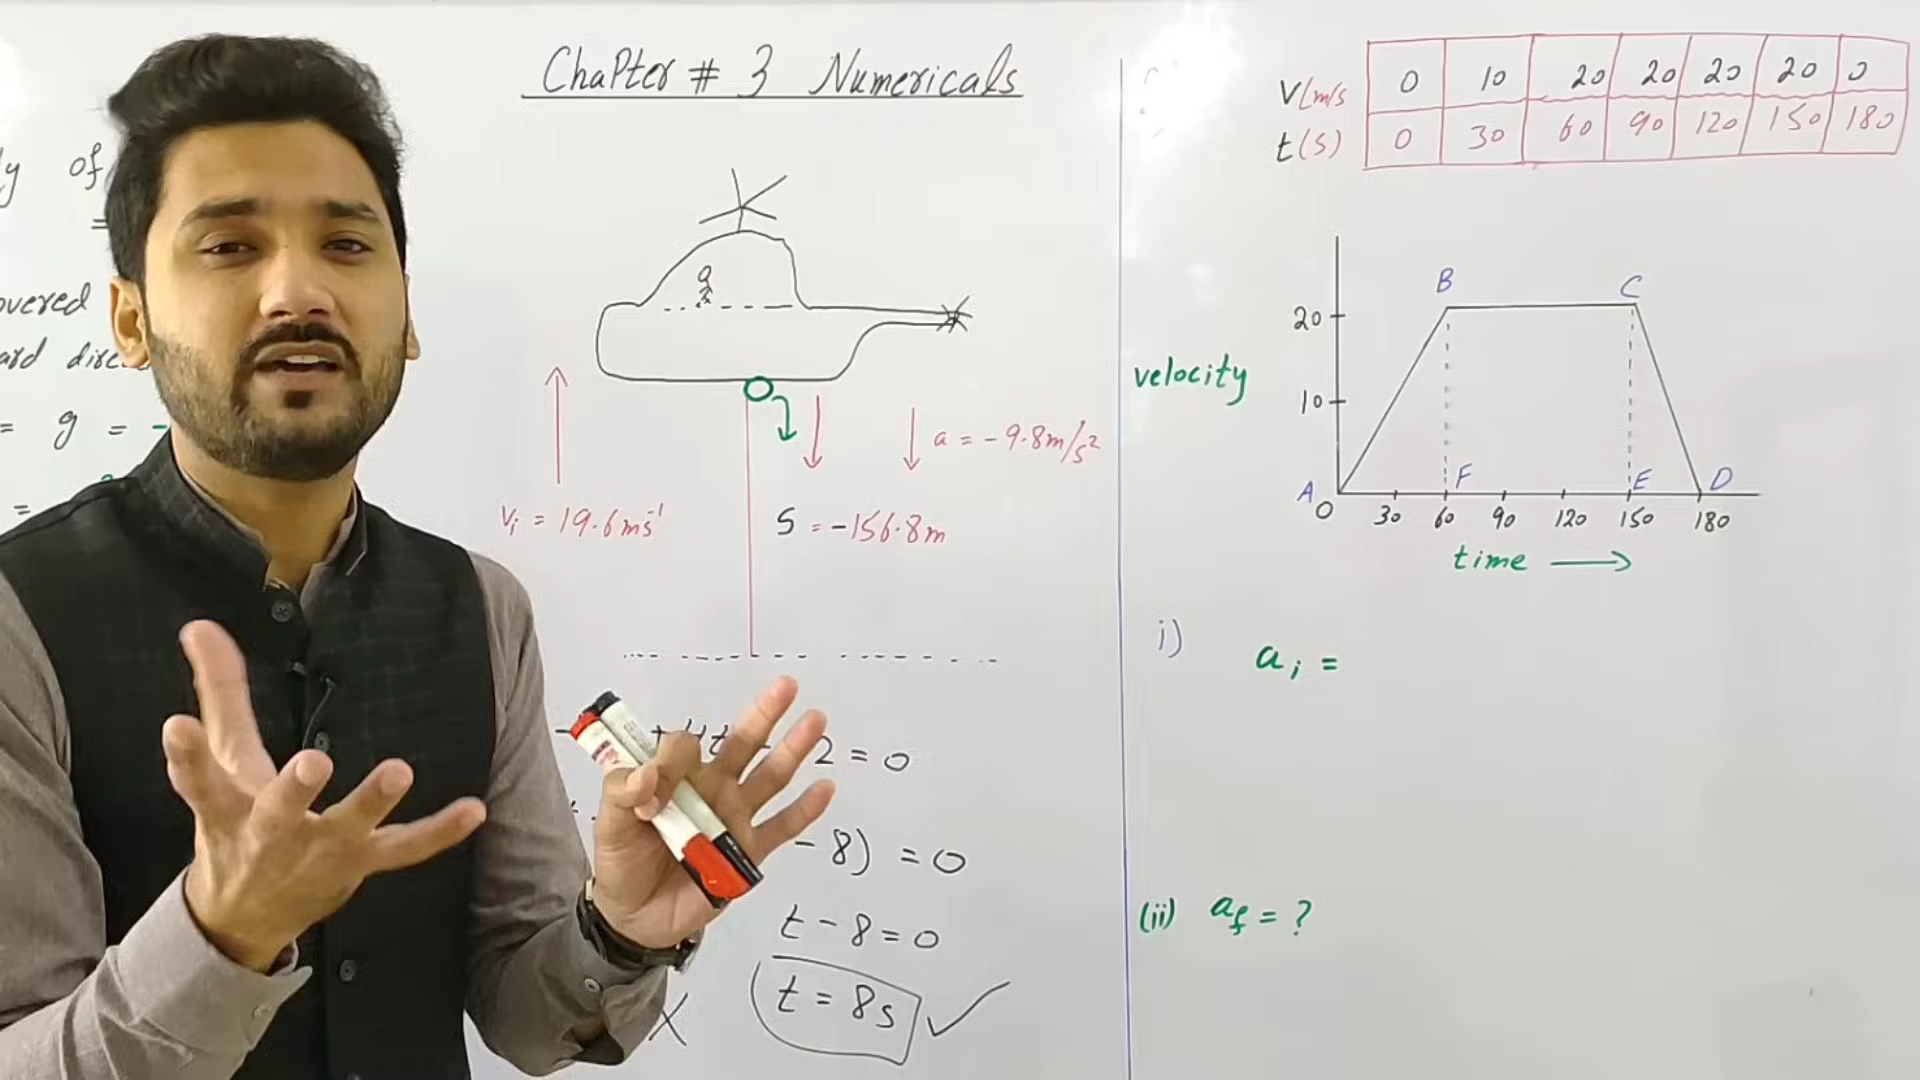 ChaPter # 3 Numericals
of
=
overed
= g = -
=
Vi = 19.6ms⁻¹
S = -156.8m
a = -9.8m/s²
2 = 0
- 8) = 0
t - 8 = 0
t = 8s
X
V(m/s 0 10 20 20 20 20 0
t(s) 0 30 60 90 120 150 180
B C
20
velocity
10
A F E D
0 30 60 90 120 150 180
time →
i) ai =
(ii) af = ?